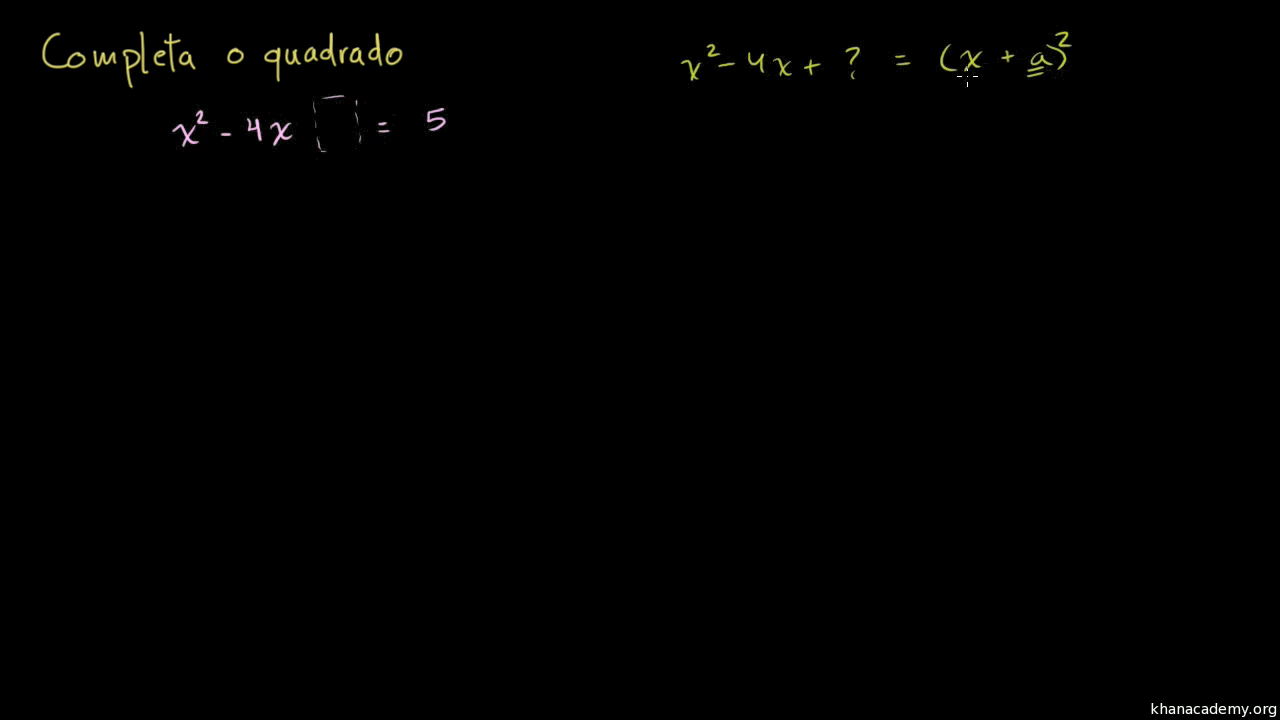 Completa o quadrado
x² - 4x + ? = (x + a)²
x² - 4x = 5
khanacademy.org